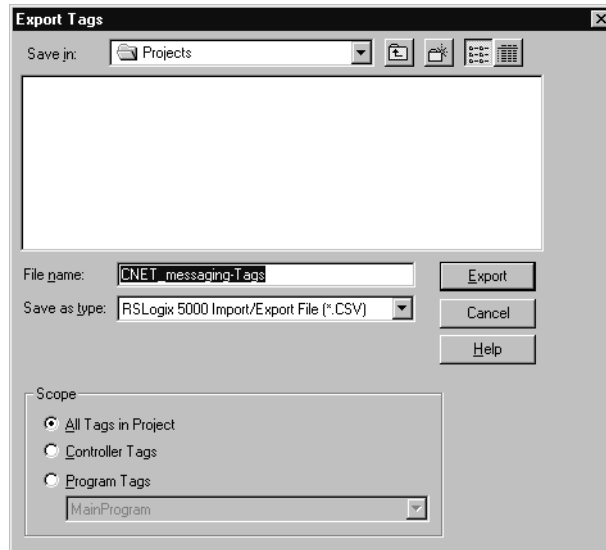 Export Tags
Save in: Projects
File name: CNET_messaging-Tags Export
Save as type: RSLogix 5000 Import/Export File (*.CSV) Cancel
Help
Scope
All Tags in Project
Controller Tags
Program Tags
MainProgram